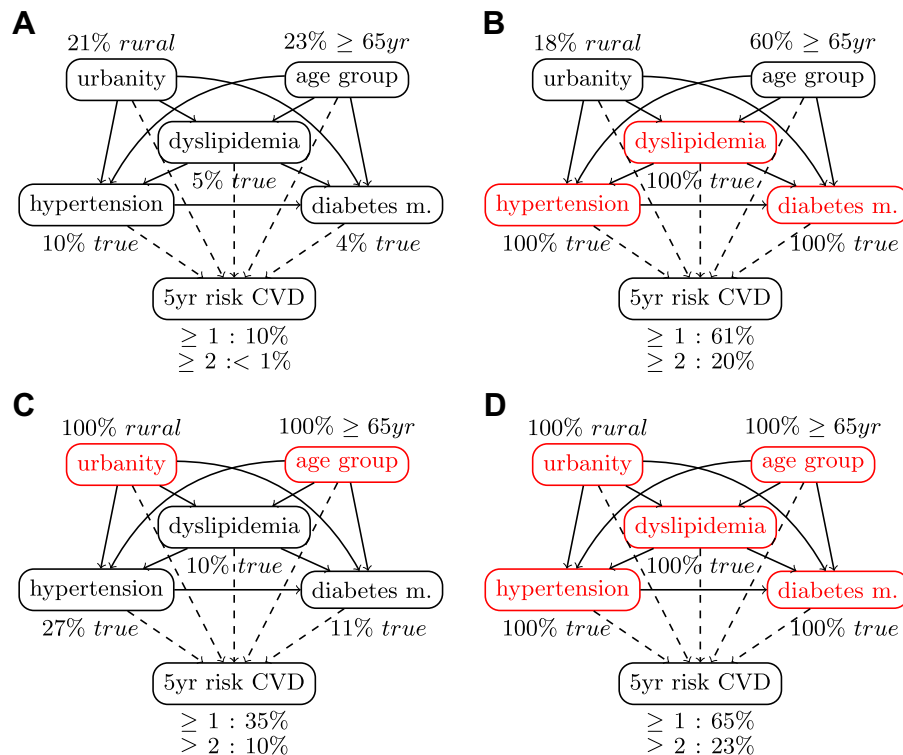 A
21% rural 23% ≥ 65yr
urbanity age group
dyslipidemia
5% true
hypertension diabetes m.
10% true 4% true
5yr risk CVD
≥ 1 : 10%
≥ 2 :< 1%
B
18% rural 60% ≥ 65yr
urbanity age group
dyslipidemia
100% true
hypertension diabetes m.
100% true 100% true
5yr risk CVD
≥ 1 : 61%
≥ 2 : 20%
C
100% rural 100% ≥ 65yr
urbanity age group
dyslipidemia
10% true
hypertension diabetes m.
27% true 11% true
5yr risk CVD
≥ 1 : 35%
≥ 2 : 10%
D
100% rural 100% ≥ 65yr
urbanity age group
dyslipidemia
100% true
hypertension diabetes m.
100% true 100% true
5yr risk CVD
≥ 1 : 65%
≥ 2 : 23%